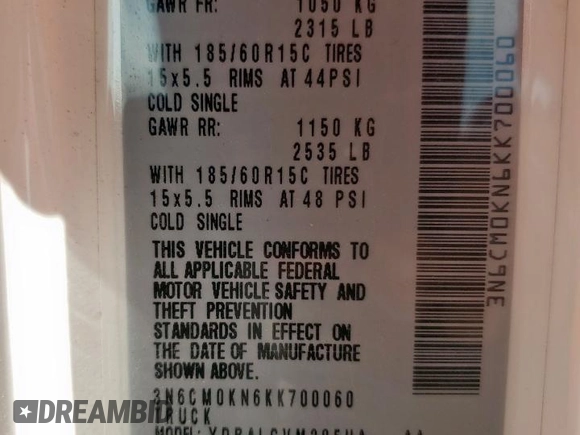 GAWR FR: 1050 KG
2315 LB
WITH 185/60R15C TIRES
15x5.5 RIMS AT 44PSI
COLD SINGLE
GAWR RR: 1150 KG
2535 LB
WITH 185/60R15C TIRES
15x5.5 RIMS AT 48 PSI
COLD SINGLE
THIS VEHICLE CONFORMS TO
ALL APPLICABLE FEDERAL
MOTOR VEHICLE SAFETY AND
THEFT PREVENTION
STANDARDS IN EFFECT ON
THE DATE OF MANUFACTURE
SHOWN ABOVE.
3N6CM0KN6KK700060
TRUCK
MODEL:
3N6CM0KN6KK700060
DREAMBID